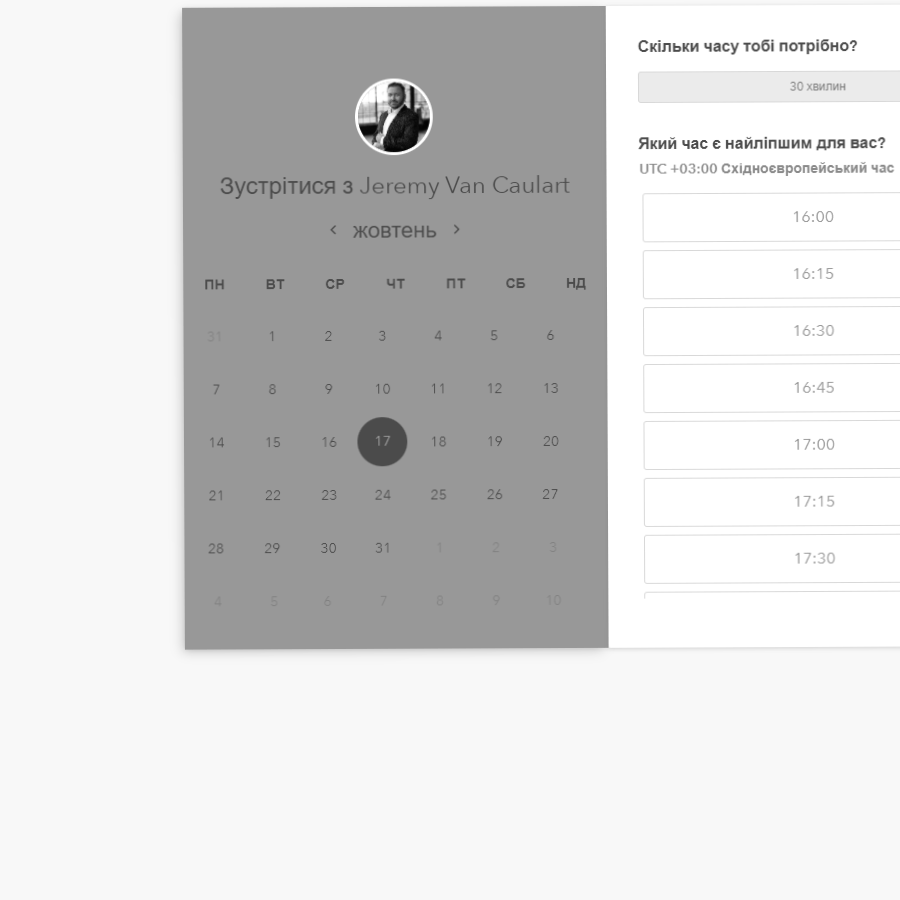 Зустрітися з Jeremy Van Caulart
жовтень
ПН ВТ СР ЧТ ПТ СБ НД
31 1 2 3 4 5 6
7 8 9 10 11 12 13
14 15 16 17 18 19 20
21 22 23 24 25 26 27
28 29 30 31 1 2 3
4 5 6 7 8 9 10
Скільки часу тобі потрібно?
30 хвилин
Який час є найліпшим для вас?
UTC +03:00 Східноєвропейський час
16:00
16:15
16:30
16:45
17:00
17:15
17:30